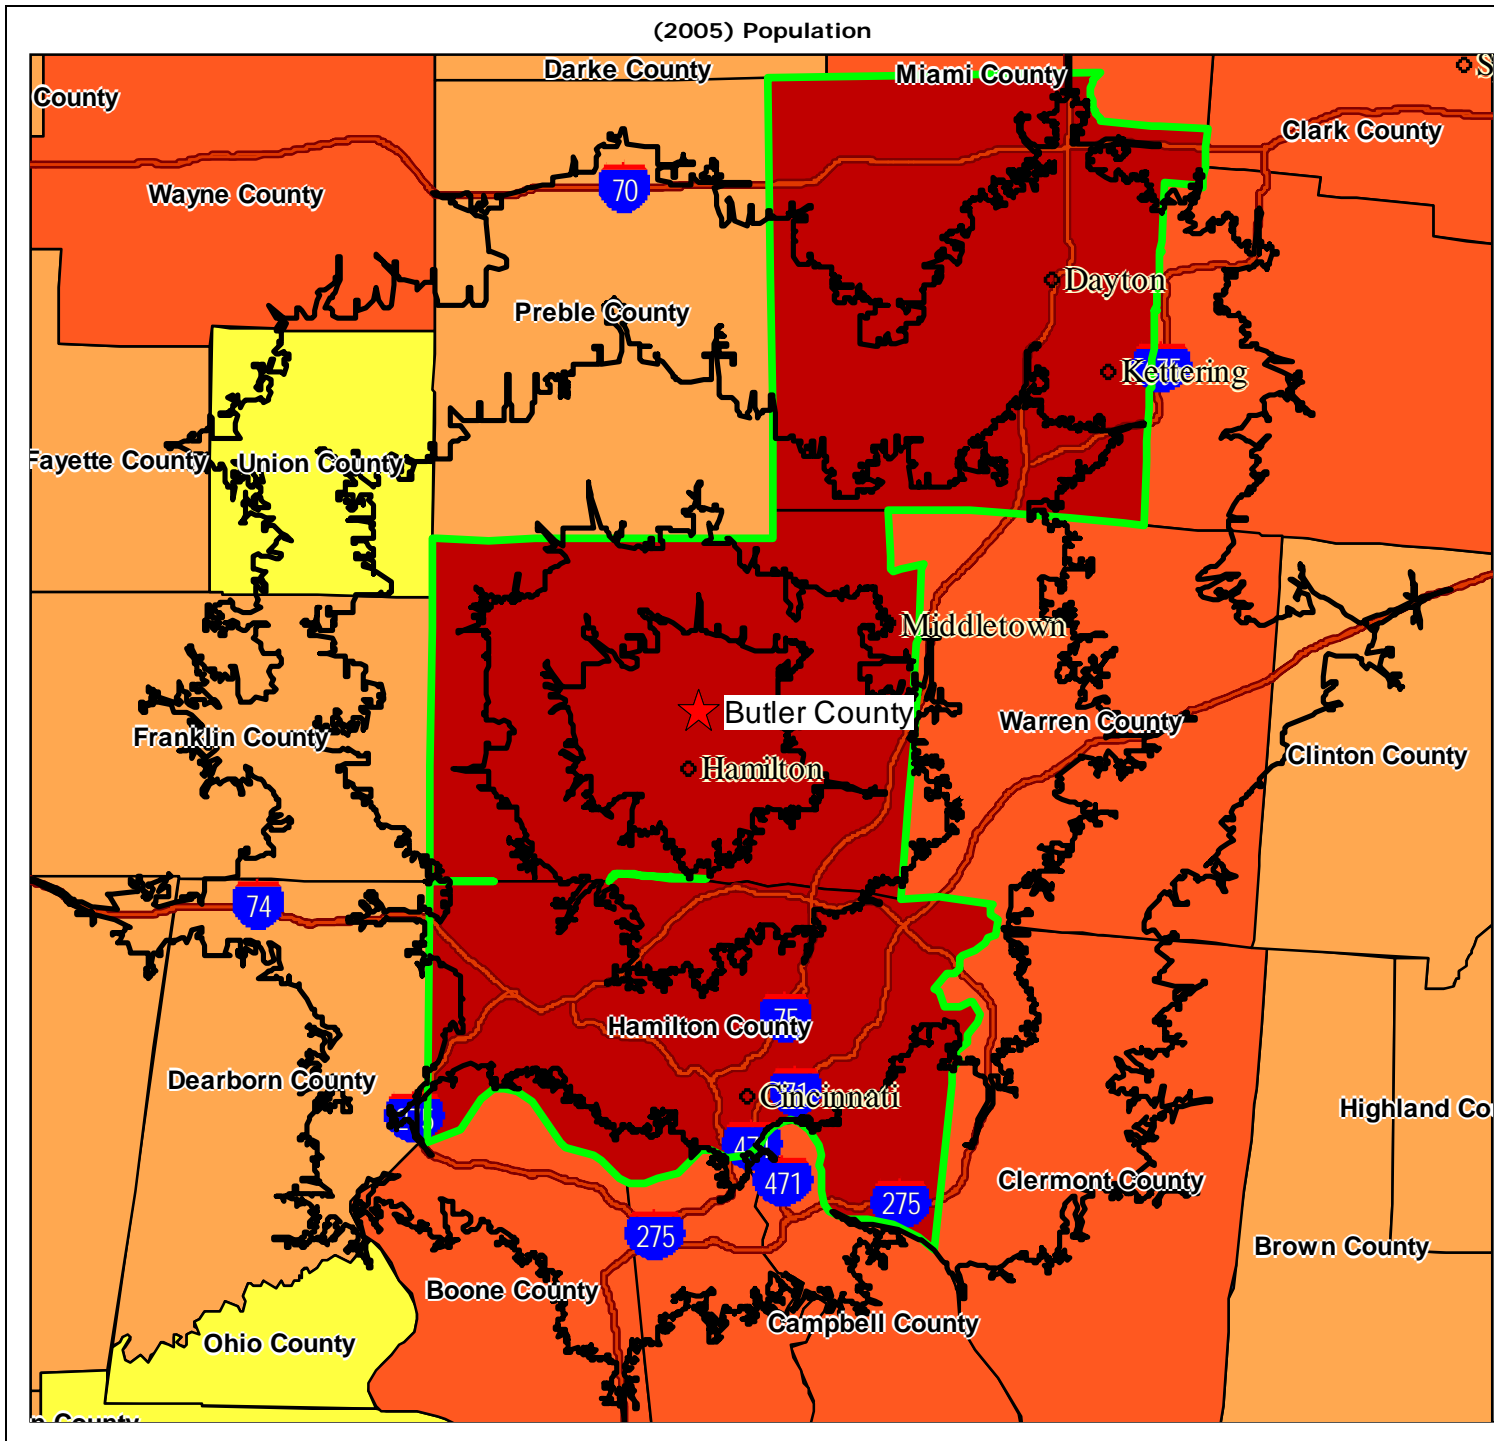 (2005) Population
Darke County
Miami County
S
County
Clark County
Wayne County
70
Dayton
Preble County
Kettering
Fayette County
Union County
Middletown
Butler County
Warren County
Franklin County
Clinton County
Hamilton
74
75
Hamilton County
Dearborn County
Cincinnati
Highland Co
471
Clermont County
275
275
Brown County
Boone County
Campbell County
Ohio County
n County